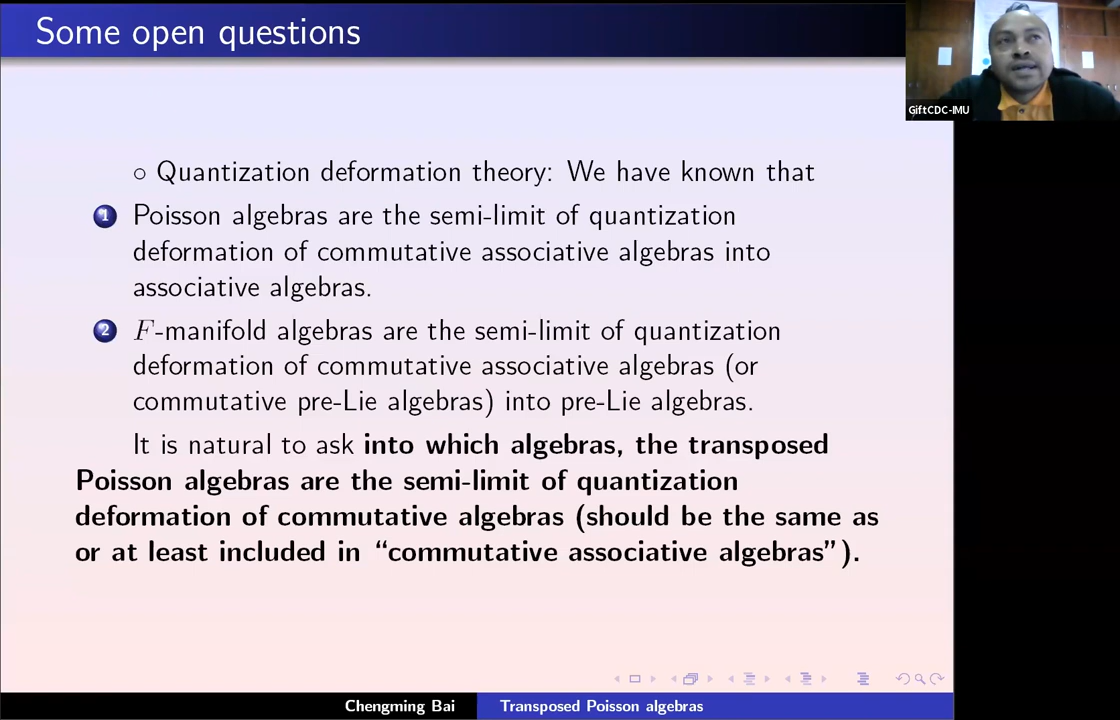 Some open questions
GiftCDC-IMU
○ Quantization deformation theory: We have known that
1 Poisson algebras are the semi-limit of quantization
deformation of commutative associative algebras into
associative algebras.
2 F-manifold algebras are the semi-limit of quantization
deformation of commutative associative algebras (or
commutative pre-Lie algebras) into pre-Lie algebras.
It is natural to ask into which algebras, the transposed
Poisson algebras are the semi-limit of quantization
deformation of commutative algebras (should be the same as
or at least included in “commutative associative algebras”).
Chengming Bai Transposed Poisson algebras